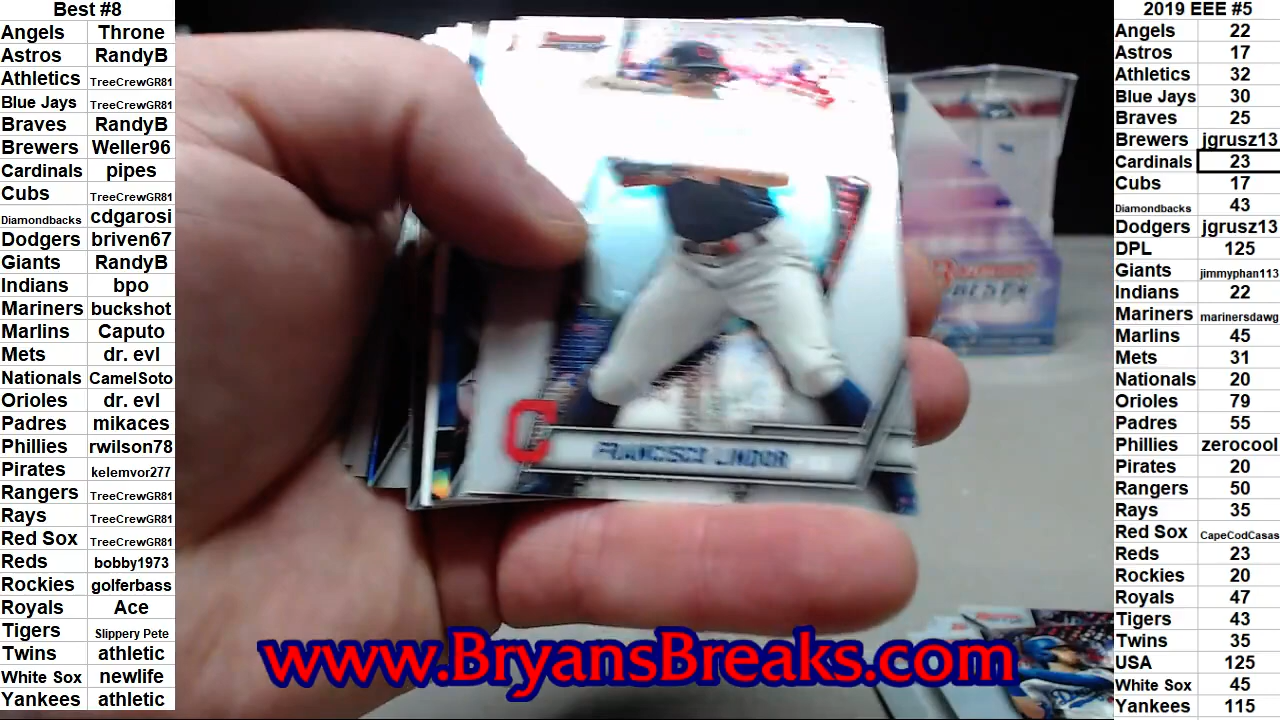 Best #8
Angels Throne
Astros RandyB
Athletics TreeCrewGR81
Blue Jays TreeCrewGR81
Braves RandyB
Brewers Weller96
Cardinals pipes
Cubs TreeCrewGR81
Diamondbacks cdgarosi
Dodgers briven67
Giants RandyB
Indians bpo
Mariners buckshot
Marlins Caputo
Mets dr. evl
Nationals CamelSoto
Orioles dr. evl
Padres mikaces
Phillies rwilson78
Pirates kelemvor277
Rangers TreeCrewGR81
Rays TreeCrewGR81
Red Sox TreeCrewGR81
Reds bobby1973
Rockies golferbass
Royals Ace
Tigers Slippery Pete
Twins athletic
White Sox newlife
Yankees athletic
C
FRANCISCO LINDOR
www.BryansBreaks.com
2019 EEE #5
Angels 22
Astros 17
Athletics 32
Blue Jays 30
Braves 25
Brewers jgrusz13
Cardinals 23
Cubs 17
Diamondbacks 43
Dodgers jgrusz13
DPL 125
Giants jimmyphan113
Indians 22
Mariners marinersdawg
Marlins 45
Mets 31
Nationals 20
Orioles 79
Padres 55
Phillies zerocool
Pirates 20
Rangers 50
Rays 35
Red Sox CapeCodCasas
Reds 23
Rockies 20
Royals 47
Tigers 43
Twins 35
USA 125
White Sox 45
Yankees 115